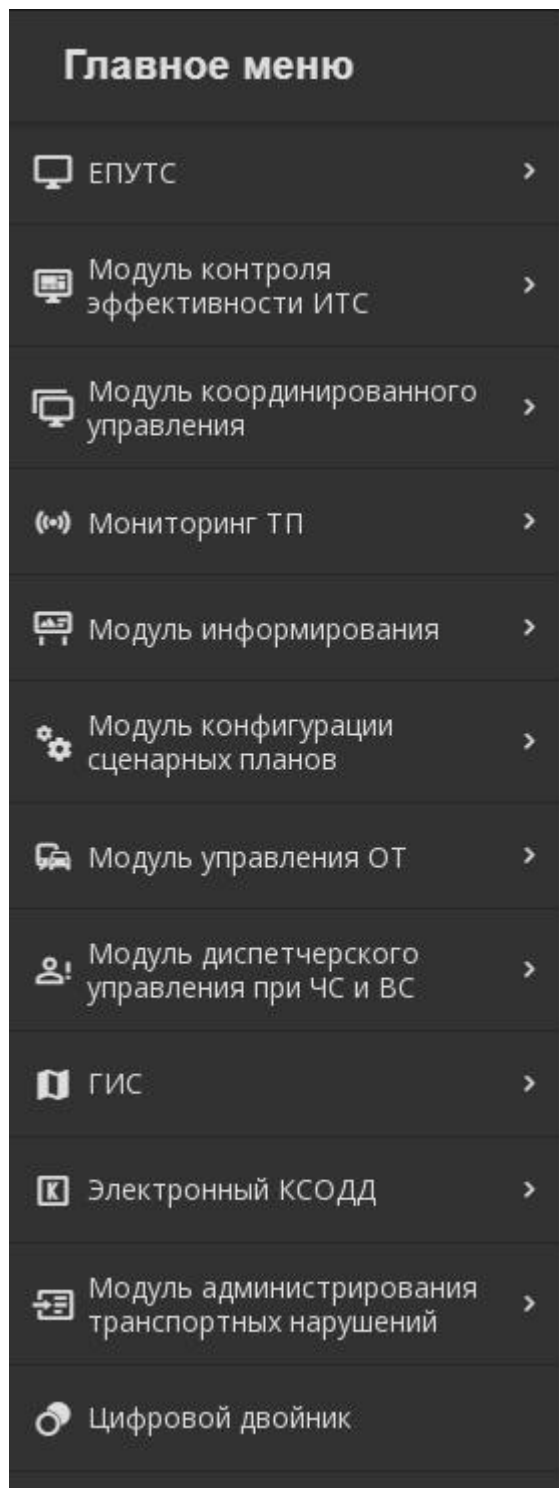 Главное меню
ЕПУТС
Модуль контроля
эффективности ИТС
Модуль координированного
управления
Мониторинг ТП
Модуль информирования
Модуль конфигурации
сценарных планов
Модуль управления ОТ
Модуль диспетчерского
управления при ЧС и ВС
ГИС
К Электронный КСОДД
Модуль администрирования
транспортных нарушений
Цифровой двойник